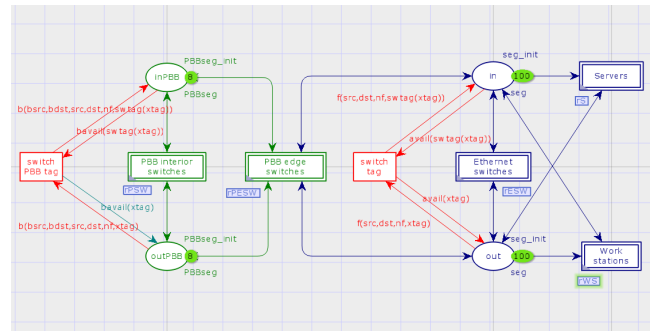 PBBseg_init
inPBB
8
PBBseg
b(bsrc,bdst,src,dst,nf,swtag(xtag))
bavail(swtag(xtag))
switch
PBB tag
PBB interior
switches
rPSW
PBB edge
switches
rPESW
bavail(xtag)
b(bsrc,bdst,src,dst,nf,xtag)
PBBseg_init
outPBB
8
PBBseg
seg_init
in
100
seg
Servers
rS
f(src,dst,nf,swtag(xtag))
avail(swtag(xtag))
switch
tag
Ethernet
switches
rESW
avail(xtag)
f(src,dst,nf,xtag)
seg_init
out
100
seg
Work
stations
rWS